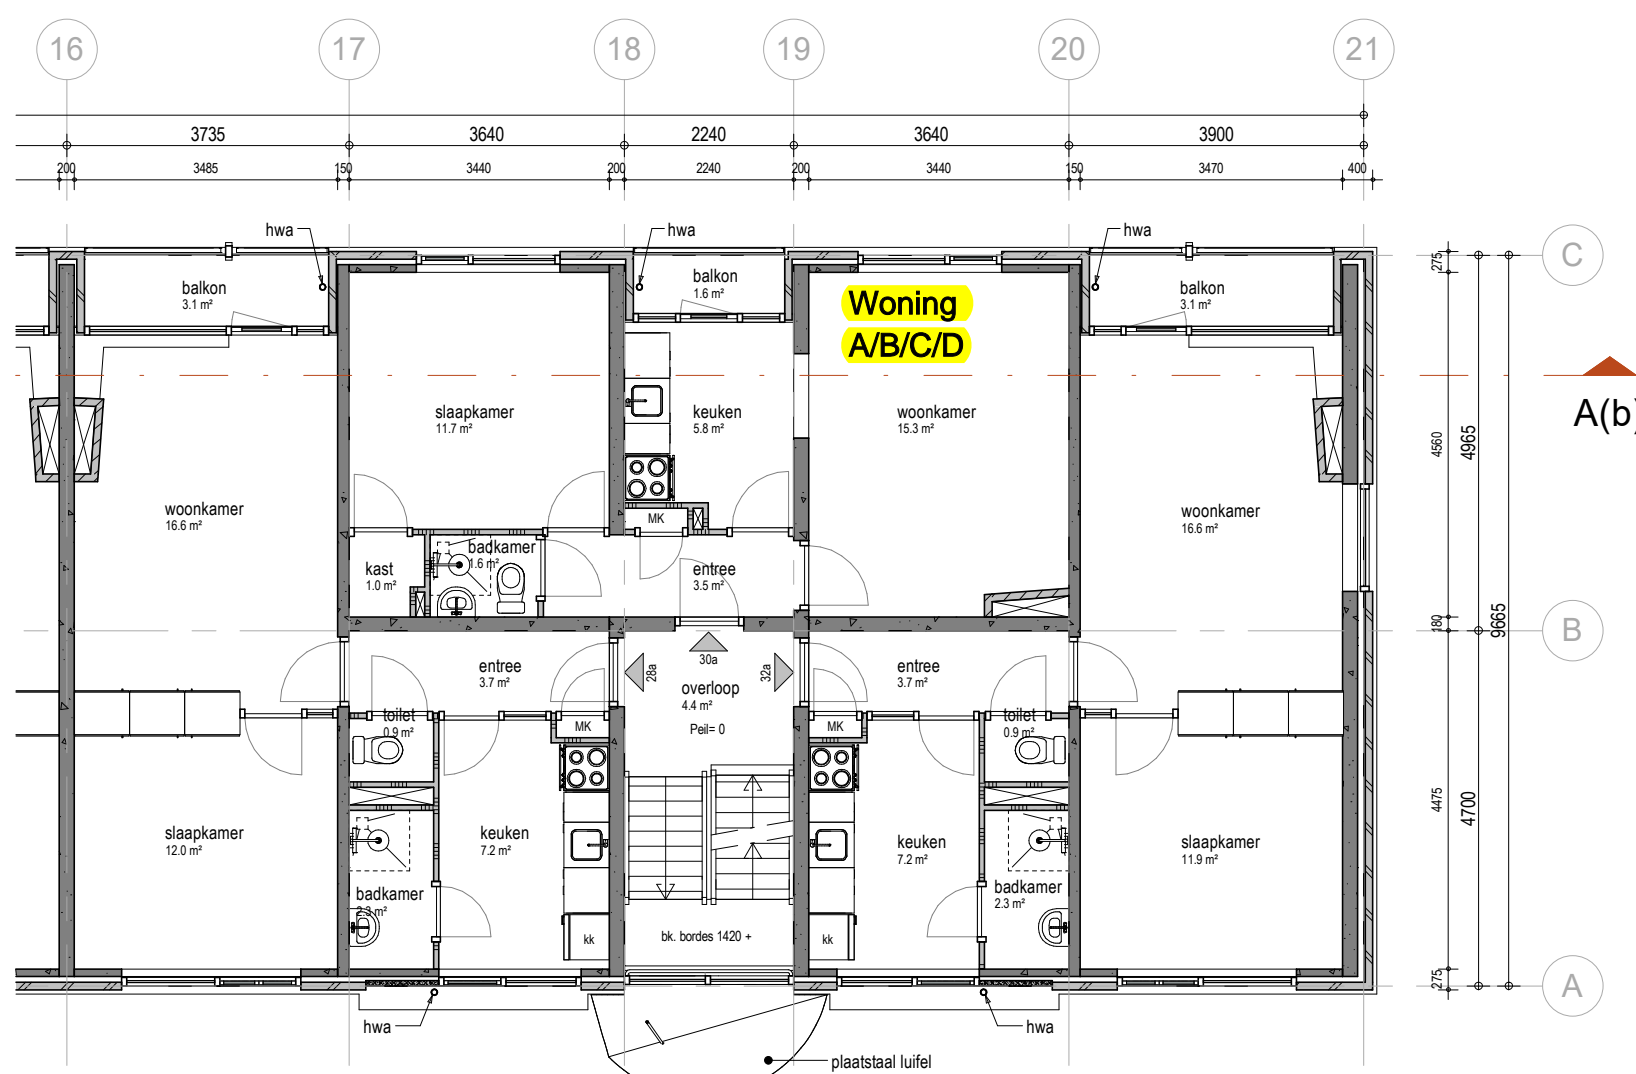 16 17 18 19 20 21
3735 3640 2240 3640 3900
200 3485 150 3440 200 2240 200 3440 150 3470 400
hwa hwa hwa
C
275
balkon
1.6 m²
balkon
3.1 m²
balkon
3.1 m²
Woning
A/B/C/D
A(b)
slaapkamer
11.7 m²
keuken
5.8 m²
woonkamer
15.3 m²
4560 4965
woonkamer
16.6 m²
MK
woonkamer
16.6 m²
kast
1.0 m²
badkamer
1.6 m²
entree
3.5 m²
180 9665
B
entree
3.7 m²
28a
30a
32a
overloop
4.4 m²
Peil= 0
entree
3.7 m²
toilet
0.9 m²
MK
MK
toilet
0.9 m²
4475 4700
slaapkamer
12.0 m²
keuken
7.2 m²
keuken
7.2 m²
slaapkamer
11.9 m²
badkamer
2.3 m²
badkamer
2.3 m²
kk
bk. bordes 1420 +
kk
275
A
hwa
hwa
plaatstaal luifel